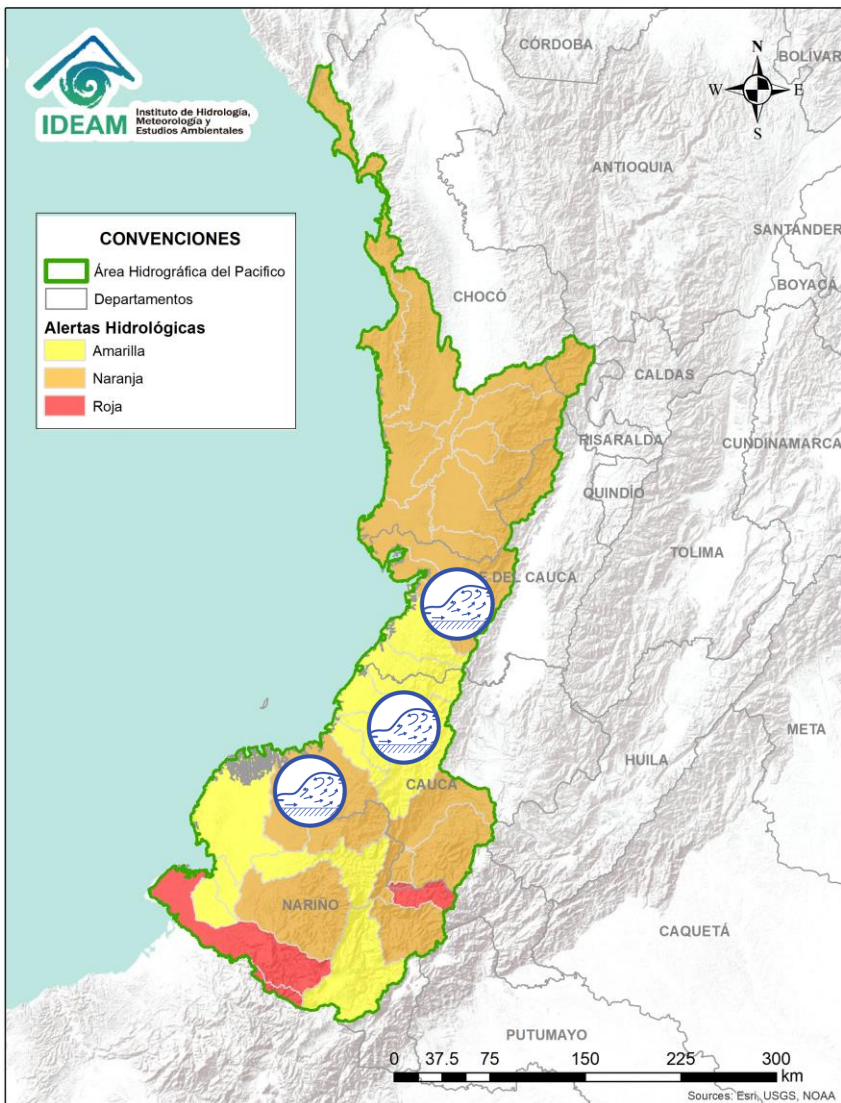 IDEAM
Instituto de Hidrología,
Meteorología y
Estudios Ambientales
CÓRDOBA
BOLÍVAR
N
W
E
S
ANTIOQUIA
SANTANDER
BOYACÁ
CONVENCIONES
Área Hidrográfica del Pacifico
Departamentos
Alertas Hidrológicas
Amarilla
Naranja
Roja
CHOCÓ
CALDAS
RISARALDA
CUNDINAMARCA
QUINDÍO
TOLIMA
E DEL CAUCA
META
HUILA
CAUCA
NARIÑO
CAQUETÁ
PUTUMAYO
0 37.5 75 150 225 300
km
Sources: Esri, USGS, NOAA